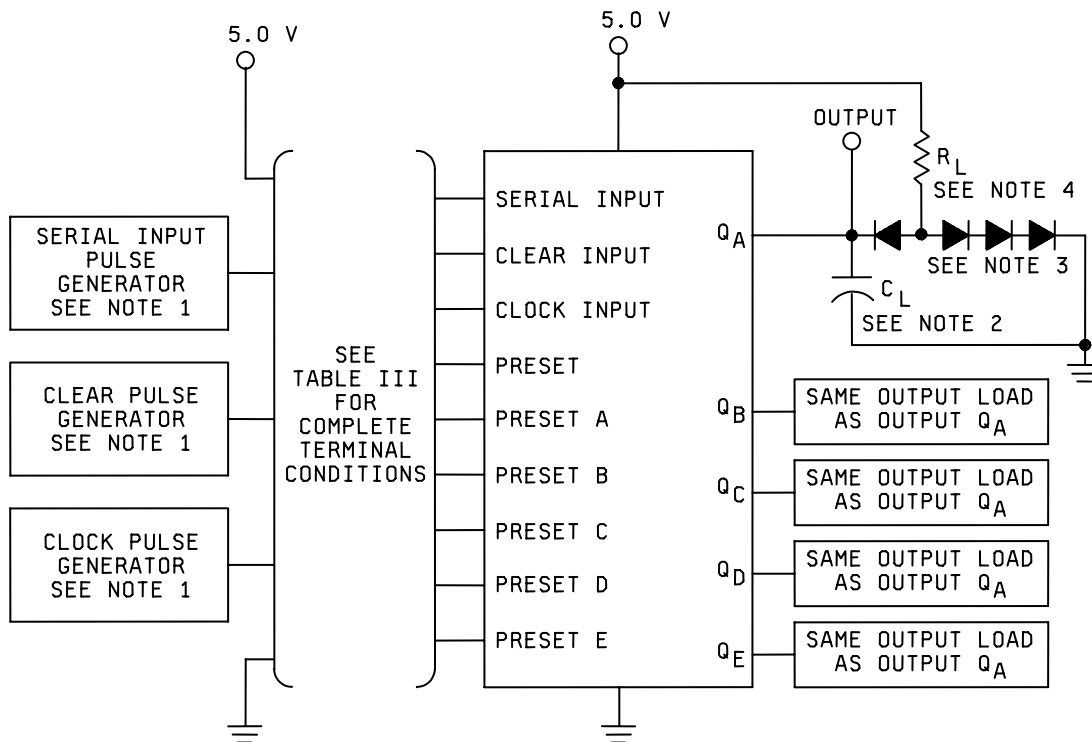 5.0 V
5.0 V
OUTPUT
R L
SEE NOTE 4
SEE NOTE 3
C L
SEE NOTE 2
SERIAL INPUT
PULSE
GENERATOR
SEE NOTE 1
CLEAR PULSE
GENERATOR
SEE NOTE 1
CLOCK PULSE
GENERATOR
SEE NOTE 1
SEE
TABLE III
FOR
COMPLETE
TERMINAL
CONDITIONS
SERIAL INPUT
CLEAR INPUT
CLOCK INPUT
PRESET
PRESET A
PRESET B
PRESET C
PRESET D
PRESET E
Q A
Q B
Q C
Q D
Q E
SAME OUTPUT LOAD
AS OUTPUT Q A
SAME OUTPUT LOAD
AS OUTPUT Q A
SAME OUTPUT LOAD
AS OUTPUT Q A
SAME OUTPUT LOAD
AS OUTPUT Q A